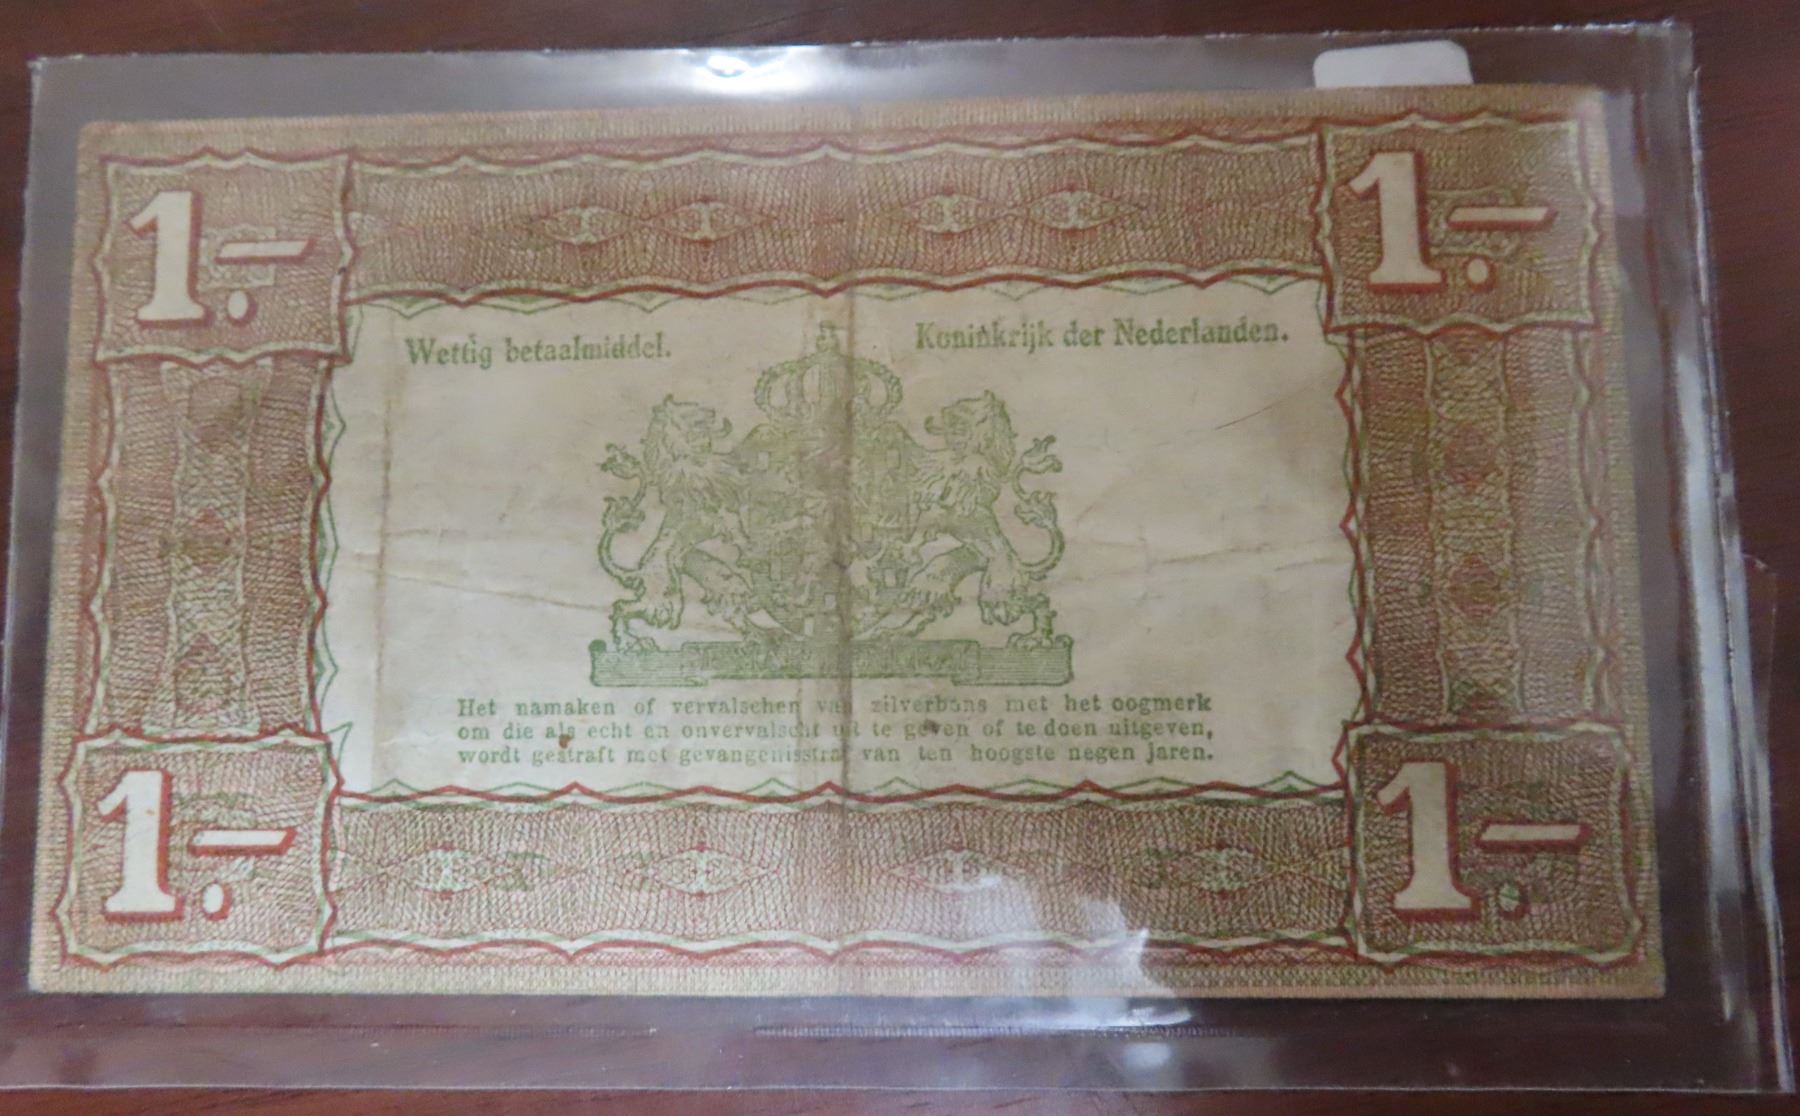 1.- 1.-
Wettig betaalmiddel. Koninkrijk der Nederlanden.
Het namaken of vervalschen van zilverbons met het oogmerk
om die als echt en onvervalscht uit te geven of te doen uitgeven,
wordt gestraft met gevangenisstraf van ten hoogste negen jaren.
1.- 1.-